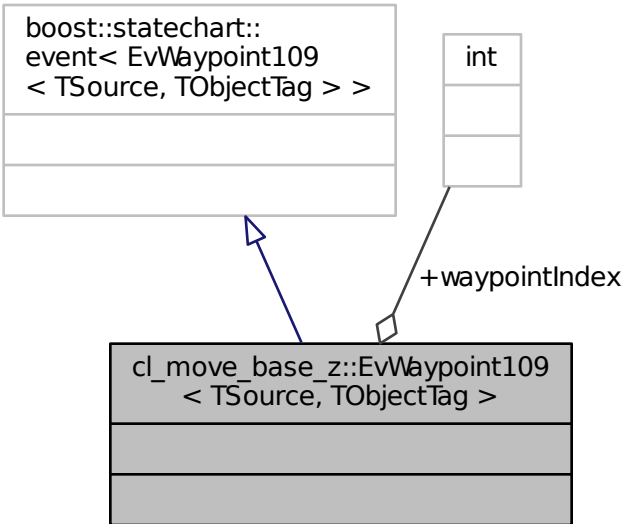 boost::statechart::
event< EvWaypoint109
< TSource, TObjectTag > >
int
+waypointIndex
cl_move_base_z::EvWaypoint109
< TSource, TObjectTag >